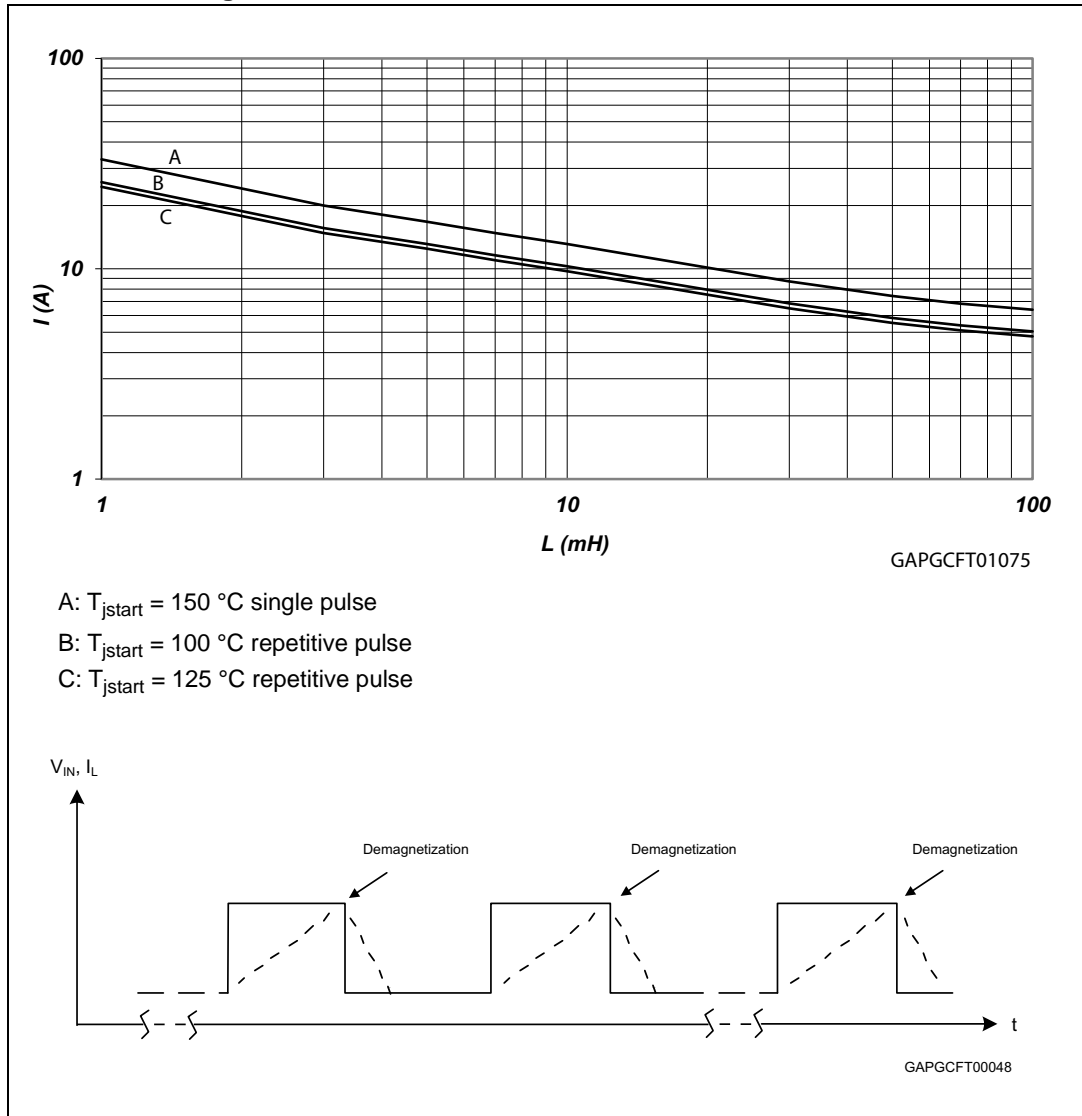 100
10
1
I (A)
A
B
C
1
10
100
L (mH)
GAPGCFT01075
A: Tjstart = 150 °C single pulse
B: Tjstart = 100 °C repetitive pulse
C: Tjstart = 125 °C repetitive pulse
VIN, IL
Demagnetization
Demagnetization
Demagnetization
t
GAPGCFT00048